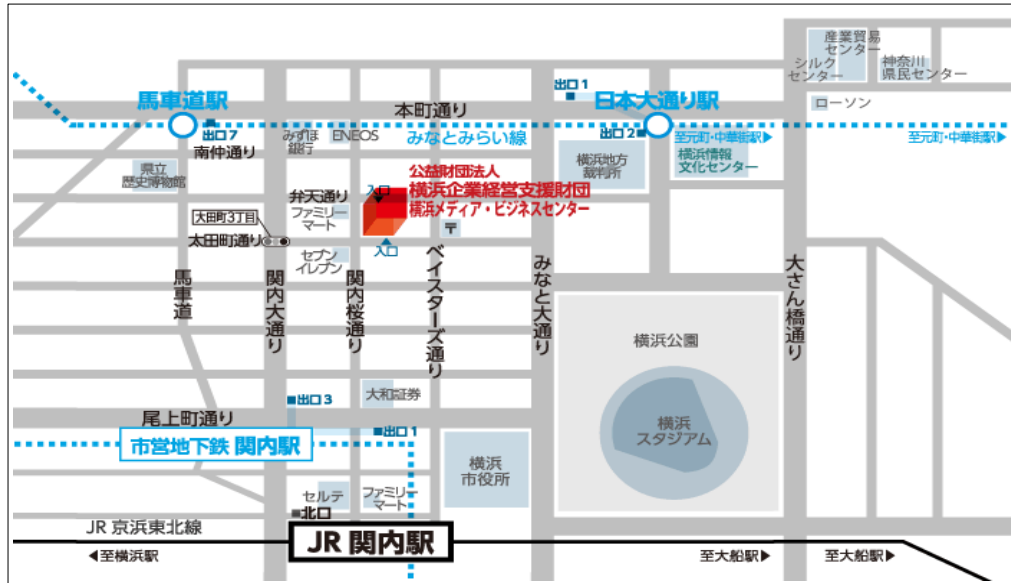 産業貿易
センター
シルク
センター
神奈川
県民センター
馬車道駅
出口1
日本大通り駅
ローソン
本町通り
出口7
みずほ
銀行
ENEOS
みなとみらい線
出口2
至元町・中華街駅▶
至元町・中華街駅▶
南仲通り
県立
歴史博物館
横浜地方
裁判所
横浜情報
文化センター
公益財団法人
横浜企業経営支援財団
横浜メディア・ビジネスセンター
入口
弁天通り
ファミリー
マート
大田町3丁目
太田町通り
〒
入口
セブン
イレブン
馬車道
関内大通り
関内桜通り
ベイスターズ通り
みなと大通り
大さん橋通り
横浜公園
横浜
スタジアム
大和証券
出口3
尾上町通り
出口1
市営地下鉄 関内駅
横浜
市役所
セルテ
ファミリー
マート
北口
JR 京浜東北線
JR 関内駅
◀至横浜駅
至大船駅▶
至大船駅▶